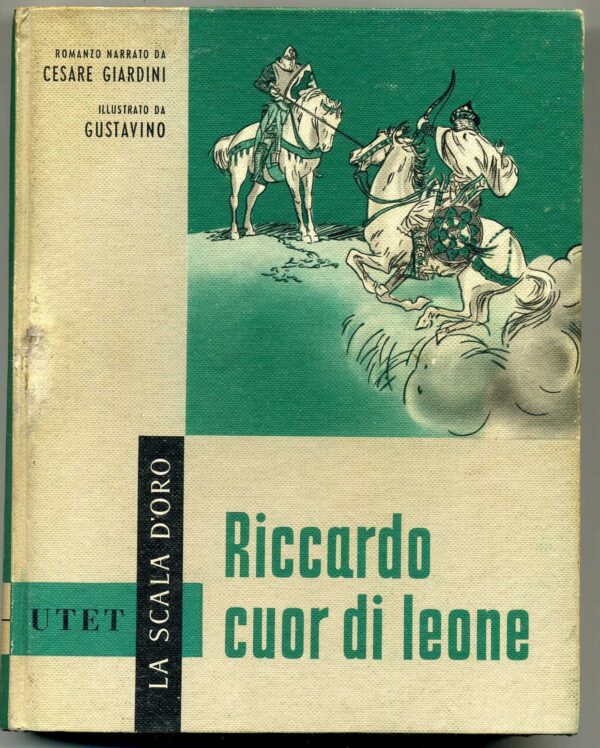 ROMANZO NARRATO DA
CESARE GIARDINI
ILLUSTRATO DA
GUSTAVINO
Riccardo
cuor di leone
LA SCALA D'ORO
UTET